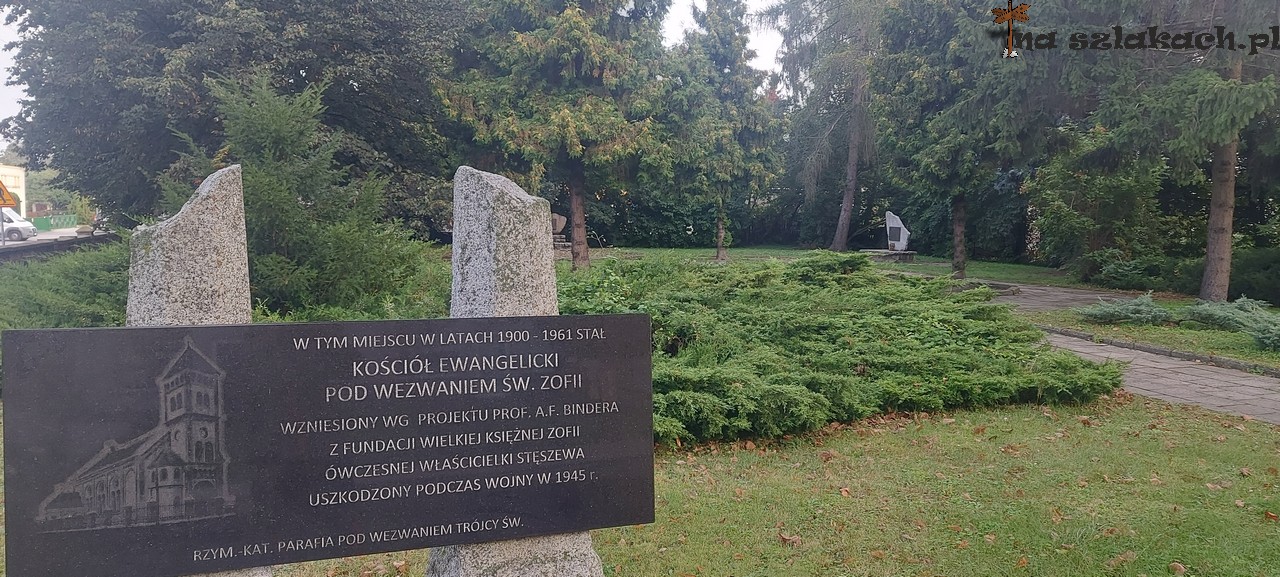 na szlakach.pl
W TYM MIEJSCU W LATACH 1900 - 1961 STAŁ
KOŚCIÓŁ EWANGELICKI
POD WEZWANIEM ŚW. ZOFII
WZNIESIONY WG PROJEKTU PROF. A.F. BINDERA
Z FUNDACJI WIELKIEJ KSIĘŻNEJ ZOFII
ÓWCZESNEJ WŁAŚCICIELKI STĘSZEWA
USZKODZONY PODCZAS WOJNY W 1945 r.
RZYM.-KAT. PARAFIA POD WEZWANIEM TRÓJCY ŚW.